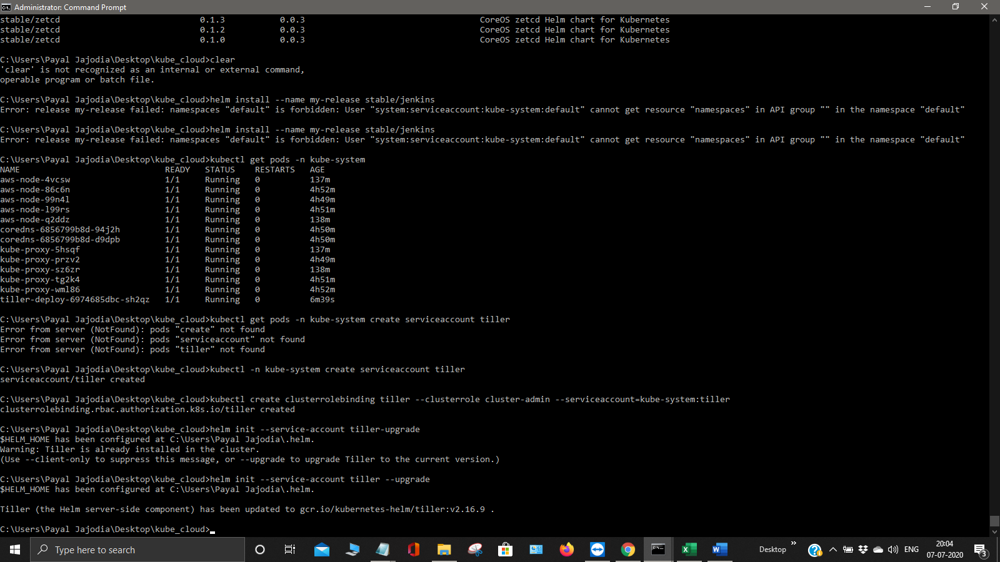 Administrator: Command Prompt
stable/zetcd 0.1.3 0.0.3 CoreOS zetcd Helm chart for Kubernetes
stable/zetcd 0.1.2 0.0.3 CoreOS zetcd Helm chart for Kubernetes
stable/zetcd 0.1.0 0.0.3 CoreOS zetcd Helm chart for Kubernetes
C:\Users\Payal Jajodia\Desktop\kube_cloud>clear
'clear' is not recognized as an internal or external command,
operable program or batch file.
C:\Users\Payal Jajodia\Desktop\kube_cloud>helm install --name my-release stable/jenkins
Error: release my-release failed: namespaces "default" is forbidden: User "system:serviceaccount:kube-system:default" cannot get resource "namespaces" in API group "" in the namespace "default"
C:\Users\Payal Jajodia\Desktop\kube_cloud>helm install --name my-release stable/jenkins
Error: release my-release failed: namespaces "default" is forbidden: User "system:serviceaccount:kube-system:default" cannot get resource "namespaces" in API group "" in the namespace "default"
C:\Users\Payal Jajodia\Desktop\kube_cloud>kubectl get pods -n kube-system
NAME READY STATUS RESTARTS AGE
aws-node-4vcsw 1/1 Running 0 137m
aws-node-86c6n 1/1 Running 0 4h52m
aws-node-99n4l 1/1 Running 0 4h49m
aws-node-l99rs 1/1 Running 0 4h51m
aws-node-q2ddz 1/1 Running 0 138m
coredns-6856799b8d-94j2h 1/1 Running 0 4h50m
coredns-6856799b8d-d9dpb 1/1 Running 0 4h50m
kube-proxy-5hsqf 1/1 Running 0 137m
kube-proxy-przv2 1/1 Running 0 4h49m
kube-proxy-sz6zr 1/1 Running 0 138m
kube-proxy-tg2k4 1/1 Running 0 4h51m
kube-proxy-wml86 1/1 Running 0 4h52m
tiller-deploy-6974685dbc-sh2qz 1/1 Running 0 6m39s
C:\Users\Payal Jajodia\Desktop\kube_cloud>kubectl get pods -n kube-system create serviceaccount tiller
Error from server (NotFound): pods "create" not found
Error from server (NotFound): pods "serviceaccount" not found
Error from server (NotFound): pods "tiller" not found
C:\Users\Payal Jajodia\Desktop\kube_cloud>kubectl -n kube-system create serviceaccount tiller
serviceaccount/tiller created
C:\Users\Payal Jajodia\Desktop\kube_cloud>kubectl create clusterrolebinding tiller --clusterrole cluster-admin --serviceaccount=kube-system:tiller
clusterrolebinding.rbac.authorization.k8s.io/tiller created
C:\Users\Payal Jajodia\Desktop\kube_cloud>helm init --service-account tiller-upgrade
$HELM_HOME has been configured at C:\Users\Payal Jajodia\.helm.
Warning: Tiller is already installed in the cluster.
(Use --client-only to suppress this message, or --upgrade to upgrade Tiller to the current version.)
C:\Users\Payal Jajodia\Desktop\kube_cloud>helm init --service-account tiller --upgrade
$HELM_HOME has been configured at C:\Users\Payal Jajodia\.helm.
Tiller (the Helm server-side component) has been updated to gcr.io/kubernetes-helm/tiller:v2.16.9 .
C:\Users\Payal Jajodia\Desktop\kube_cloud>
Type here to search
Desktop
ENG
20:04
07-07-2020
3